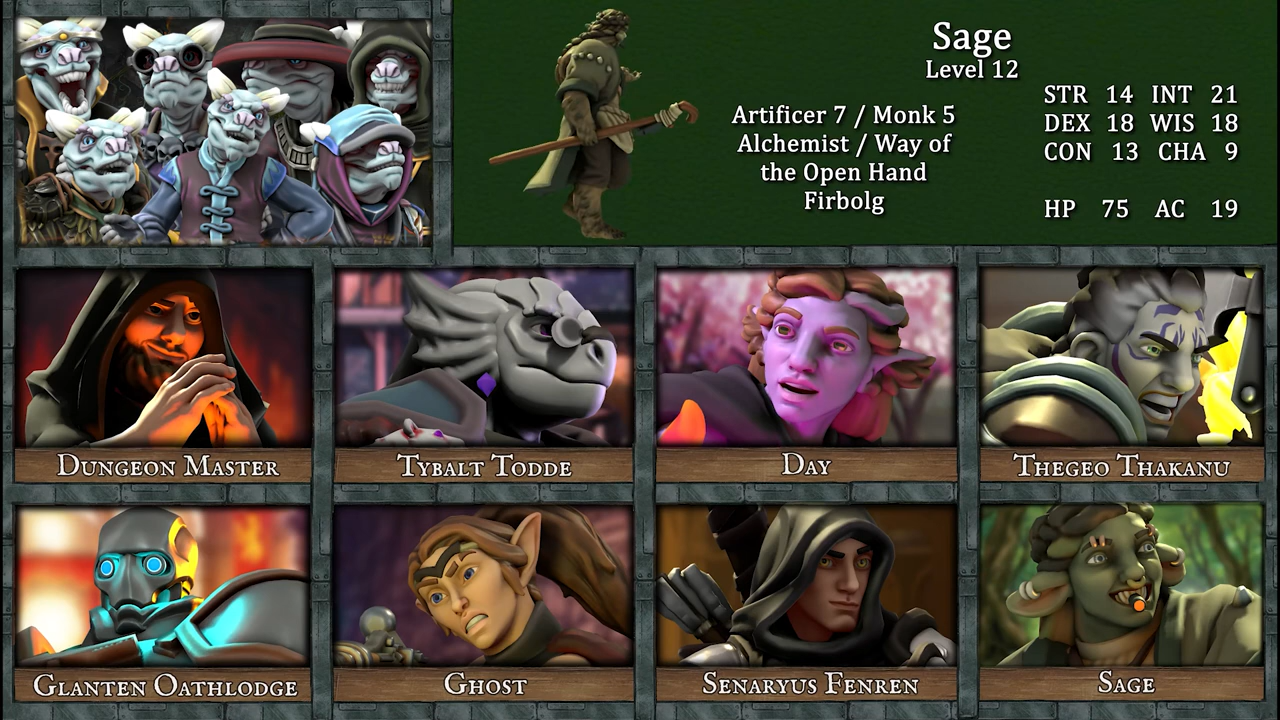 Sage
Level 12
Artificer 7 / Monk 5
Alchemist / Way of
the Open Hand
Firbolg
STR 14 INT 21
DEX 18 WIS 18
CON 13 CHA 9
HP 75 AC 19
Dungeon Master
Tybalt Todde
Day
Thegeo Thakanu
Glanten Oathlodge
Ghost
Senaryus Fenren
Sage